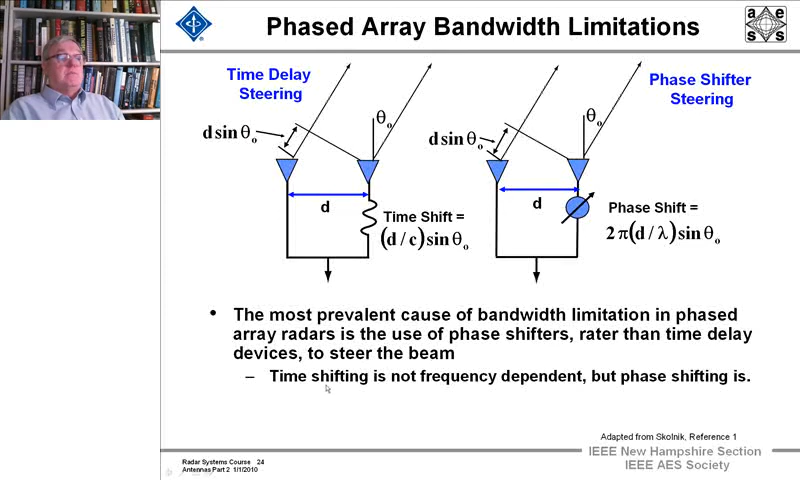 Phased Array Bandwidth Limitations
a e
s s
Time Delay
Steering
Phase Shifter
Steering
d sin θo
θo
d
Time Shift =
(d / c) sin θo
d sin θo
θo
d
Phase Shift =
2 π (d / λ) sin θo
• The most prevalent cause of bandwidth limitation in phased
array radars is the use of phase shifters, rater than time delay
devices, to steer the beam
– Time shifting is not frequency dependent, but phase shifting is.
Adapted from Skolnik, Reference 1
Radar Systems Course 24
Antennas Part 2 1/1/2010
IEEE New Hampshire Section
IEEE AES Society